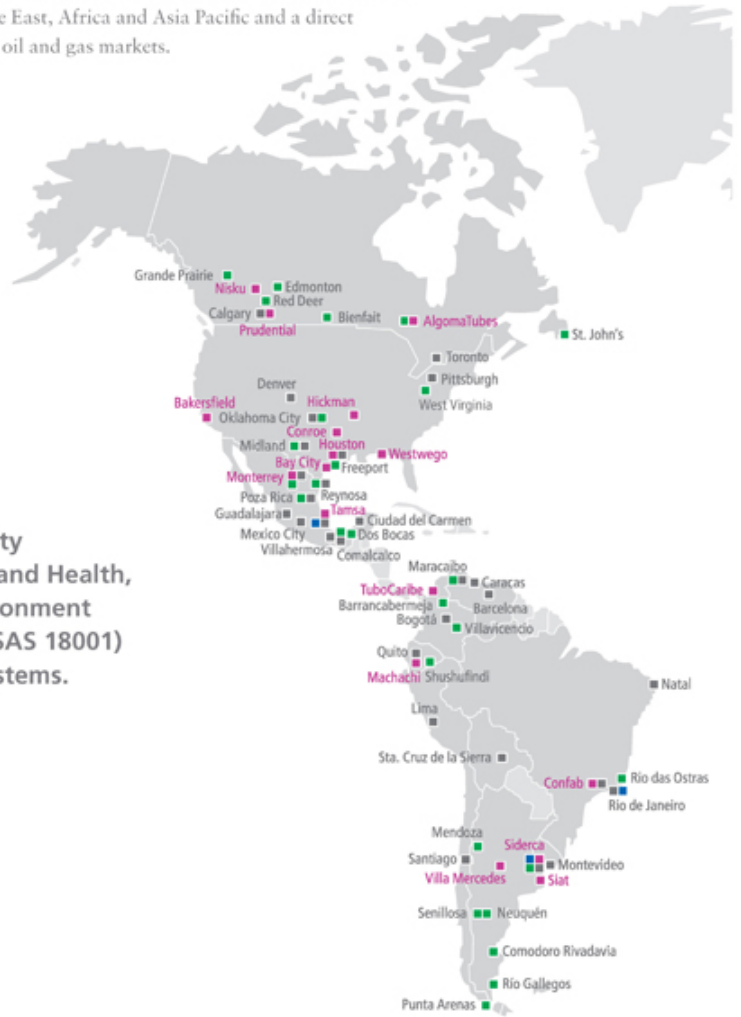 e East, Africa and Asia Pacific and a direct
oil and gas markets.
Grande Prairie
Nisku
Edmonton
Red Deer
Calgary
Prudential
Bienfait
AlgomaTubes
St. John's
Toronto
Pittsburgh
West Virginia
Denver
Bakersfield
Hickman
Oklahoma City
Conroe
Midland
Houston
Westwego
Bay City
Freeport
Monterrey
Poza Rica
Reynosa
Guadalajara
Tamsa
Ciudad del Carmen
Mexico City
Dos Bocas
Villahermosa
Comalcalco
ty
and Health,
onment
SAS 18001)
stems.
Maracaibo
Caracas
TuboCaribe
Barcelona
Barrancabermeja
Bogotá
Villavicencio
Quito
Machachi
Shushufindi
Natal
Lima
Sta. Cruz de la Sierra
Confab
Rio das Ostras
Rio de Janeiro
Mendoza
Siderca
Santiago
Montevideo
Villa Mercedes
Siat
Senillosa
Neuquén
Comodoro Rivadavia
Río Gallegos
Punta Arenas